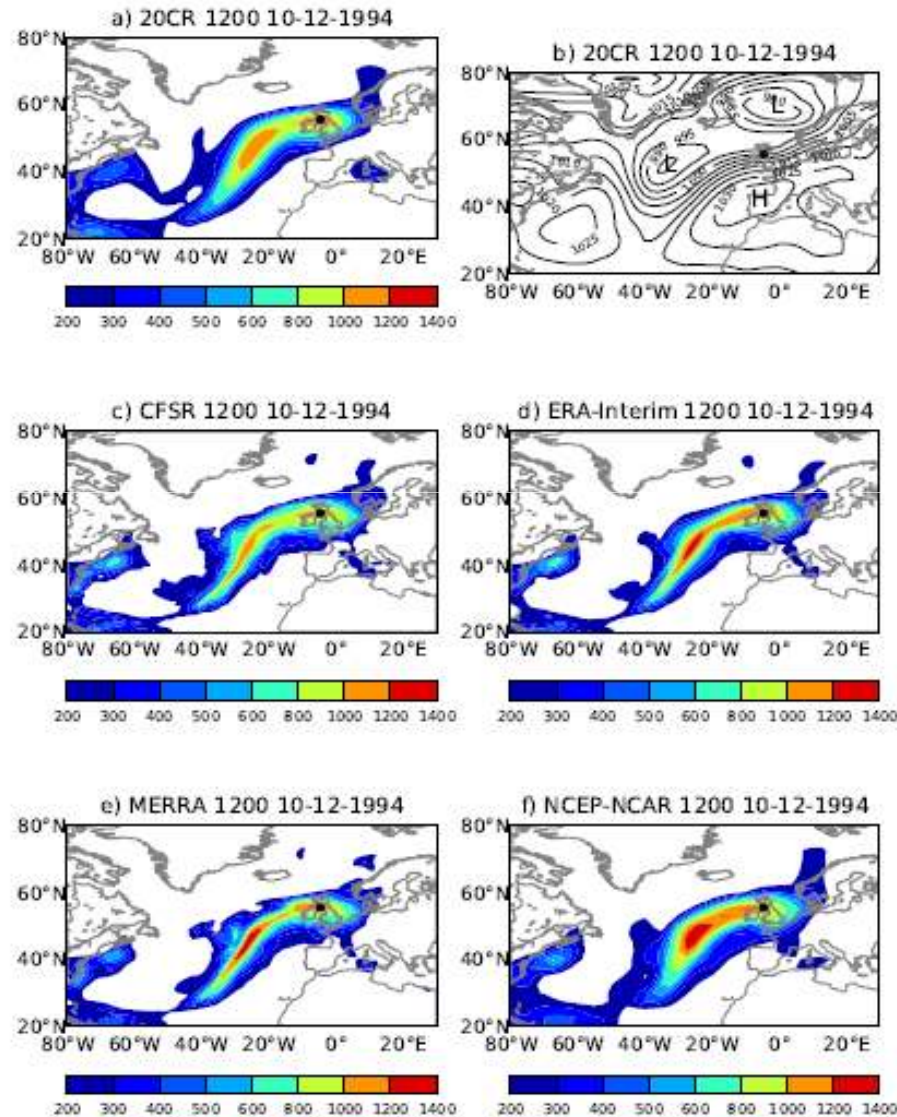 a) 20CR 1200 10-12-1994
80°N
60°N
40°N
20°N
80°W 60°W 40°W 20°W 0° 20°E
200 300 400 500 600 800 1000 1200 1400
b) 20CR 1200 10-12-1994
80°N
60°N
40°N
20°N
L
995
L
H
1025
1025
80°W 60°W 40°W 20°W 0° 20°E
c) CFSR 1200 10-12-1994
80°N
60°N
40°N
20°N
80°W 60°W 40°W 20°W 0° 20°E
200 300 400 500 600 800 1000 1200 1400
d) ERA-Interim 1200 10-12-1994
80°N
60°N
40°N
20°N
80°W 60°W 40°W 20°W 0° 20°E
200 300 400 500 600 800 1000 1200 1400
e) MERRA 1200 10-12-1994
80°N
60°N
40°N
20°N
80°W 60°W 40°W 20°W 0° 20°E
200 300 400 500 600 800 1000 1200 1400
f) NCEP-NCAR 1200 10-12-1994
80°N
60°N
40°N
20°N
80°W 60°W 40°W 20°W 0° 20°E
200 300 400 500 600 800 1000 1200 1400